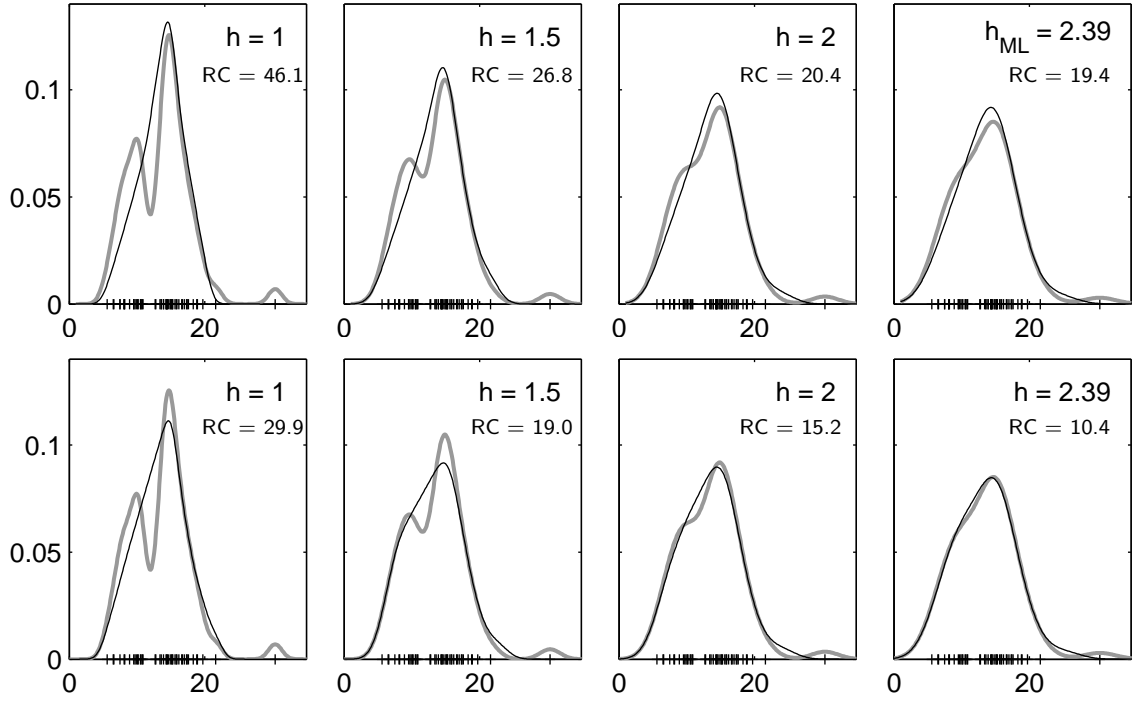 h = 1
h = 1.5
h = 2
h_ML = 2.39
RC = 46.1
RC = 26.8
RC = 20.4
RC = 19.4
0.1
0.05
0
0 20
0 20
0 20
0 20
h = 1
h = 1.5
h = 2
h = 2.39
RC = 29.9
RC = 19.0
RC = 15.2
RC = 10.4
0.1
0.05
0
0 20
0 20
0 20
0 20